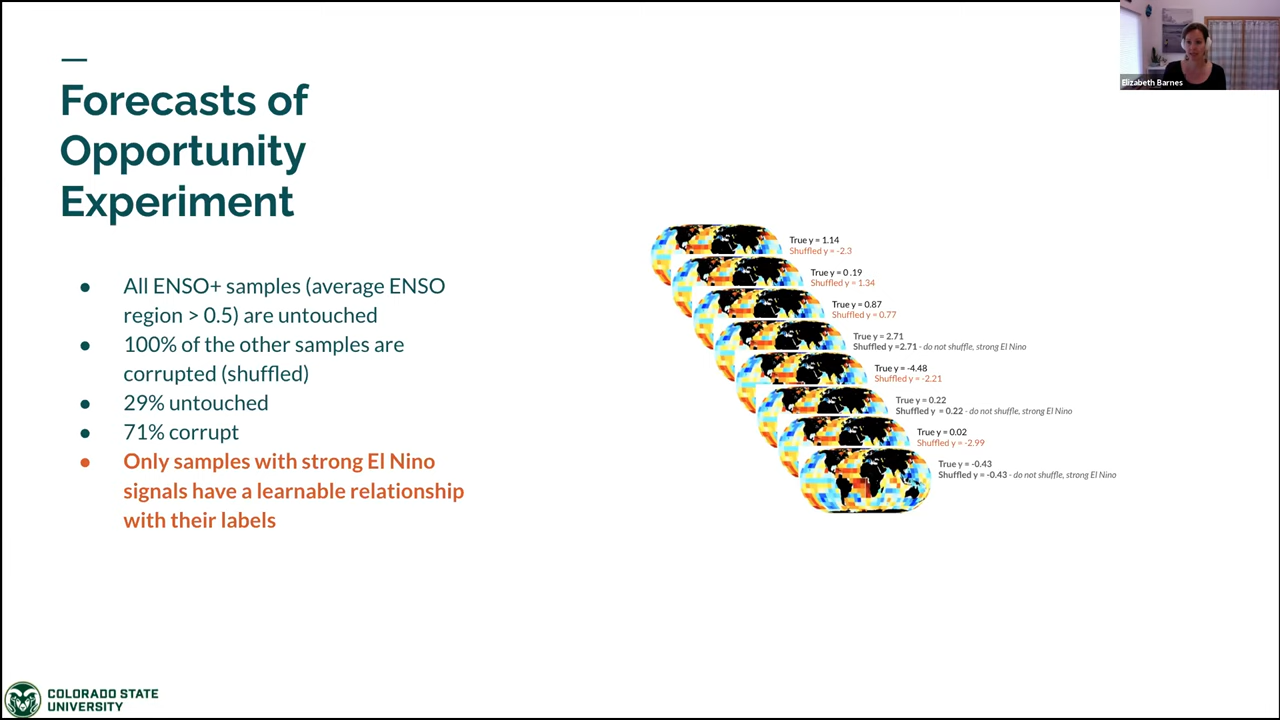 Forecasts of
Opportunity
Experiment
● All ENSO+ samples (average ENSO
region > 0.5) are untouched
● 100% of the other samples are
corrupted (shuffled)
● 29% untouched
● 71% corrupt
● Only samples with strong El Nino
signals have a learnable relationship
with their labels
True y = 1.14
Shuffled y = -2.3
True y = 0 .19
Shuffled y = 1.34
True y = 0.87
Shuffled y = 0.77
True y = 2.71
Shuffled y =2.71 - do not shuffle, strong El Nino
True y = -4.48
Shuffled y = -2.21
True y = 0.22
Shuffled y = 0.22 - do not shuffle, strong El Nino
True y = 0.02
Shuffled y = -2.99
True y = -0.43
Shuffled y = -0.43 - do not shuffle, strong El Nino
Elizabeth Barnes
COLORADO STATE
UNIVERSITY